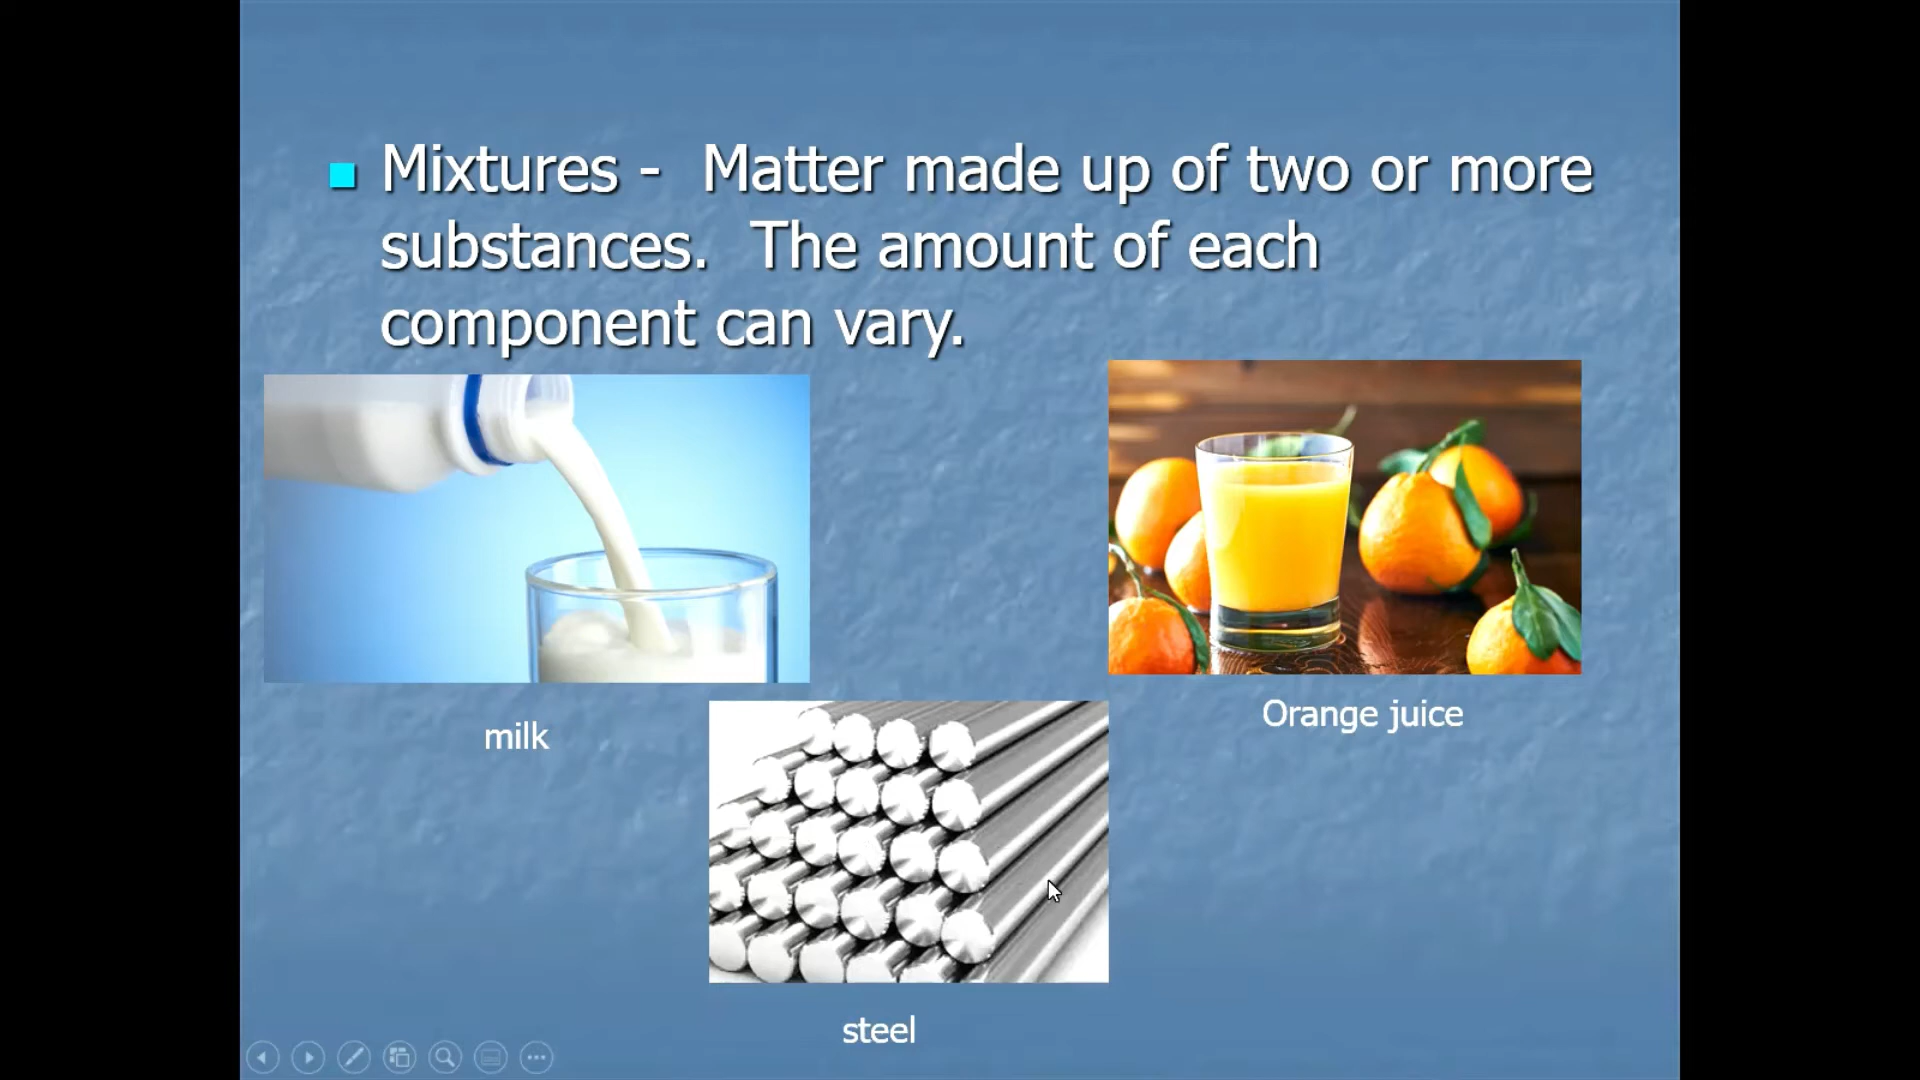 Mixtures - Matter made up of two or more
substances. The amount of each
component can vary.
milk
Orange juice
steel